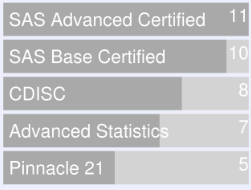 SAS Advanced Certified 11
SAS Base Certified 10
CDISC 8
Advanced Statistics 7
Pinnacle 21 5